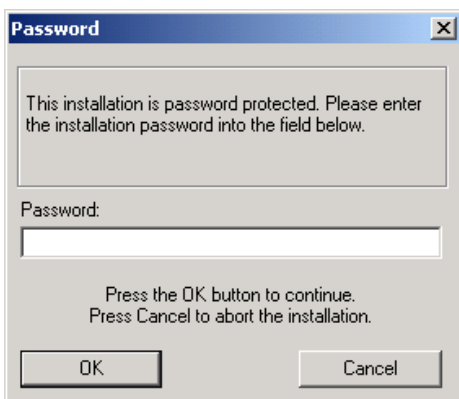 Password
This installation is password protected. Please enter
the installation password into the field below.
Password:
Press the OK button to continue.
Press Cancel to abort the installation.
OK
Cancel